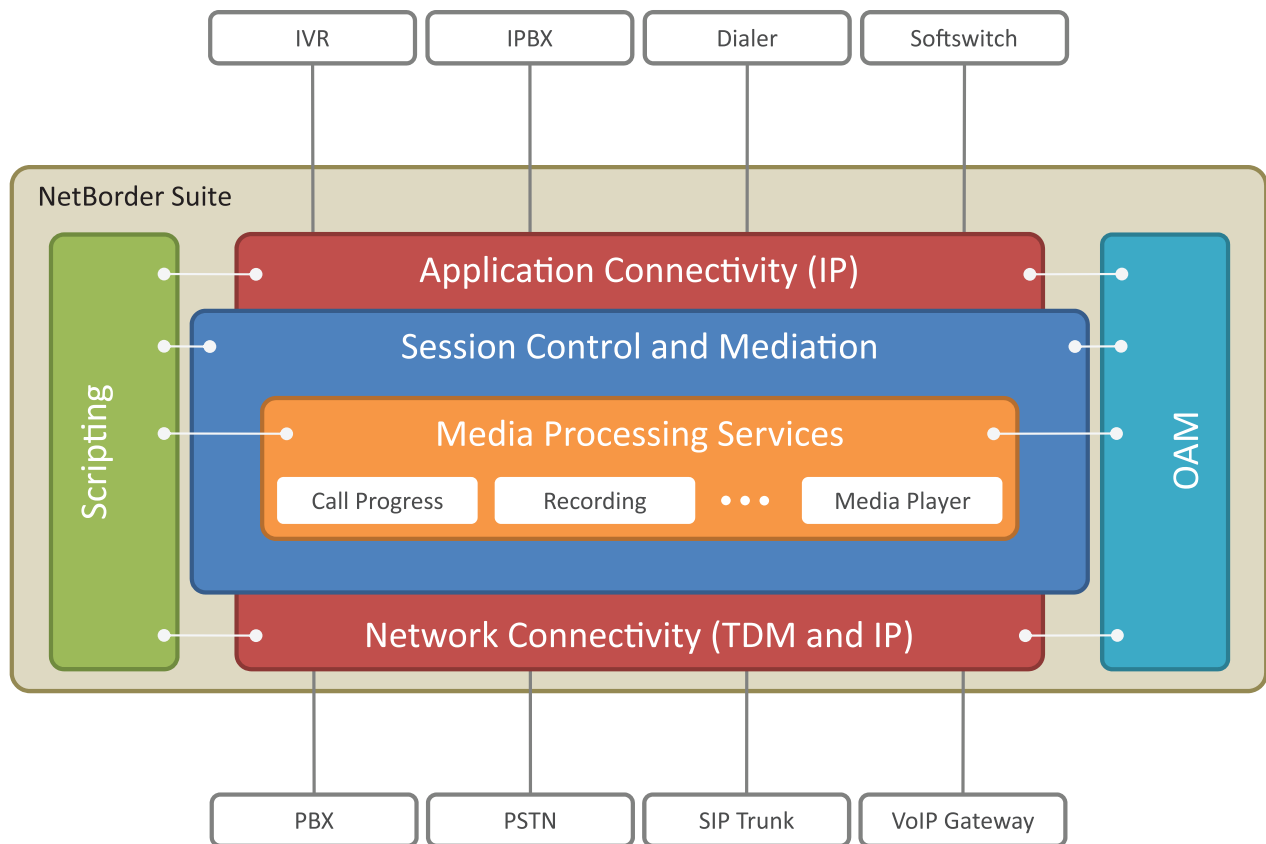 IVR
IPBX
Dialer
Softswitch
NetBorder Suite
Scripting
Application Connectivity (IP)
Session Control and Mediation
Media Processing Services
Call Progress
Recording
•••
Media Player
Network Connectivity (TDM and IP)
OAM
PBX
PSTN
SIP Trunk
VoIP Gateway